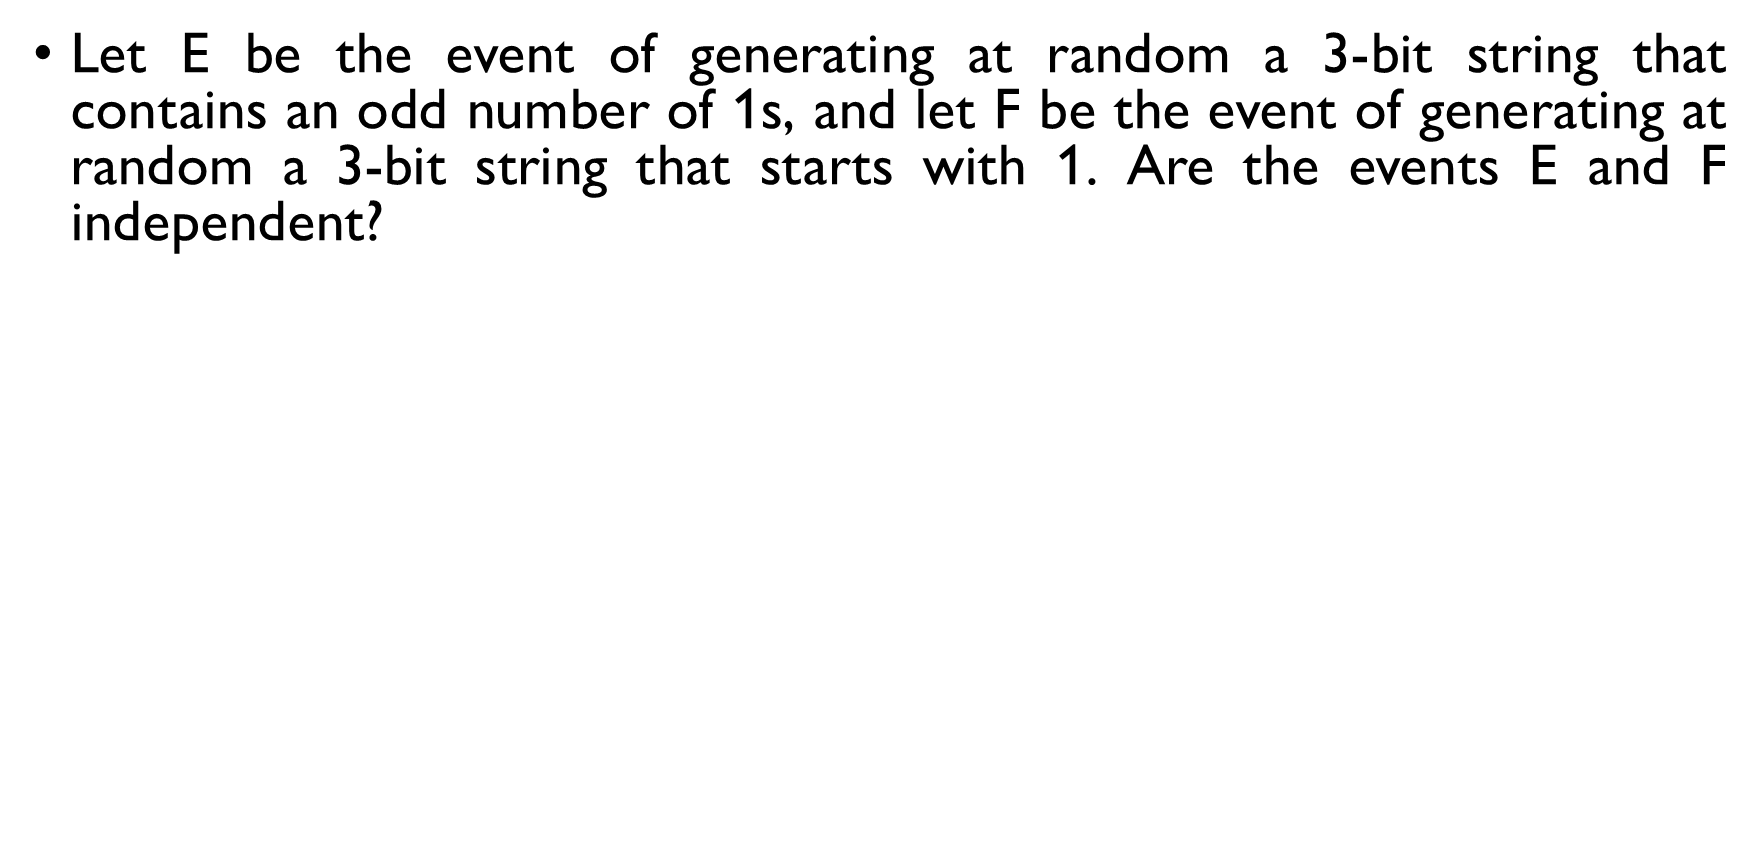 • Let E be the event of generating at random a 3-bit string that
contains an odd number of 1s, and let F be the event of generating at
random a 3-bit string that starts with 1. Are the events E and F
independent?